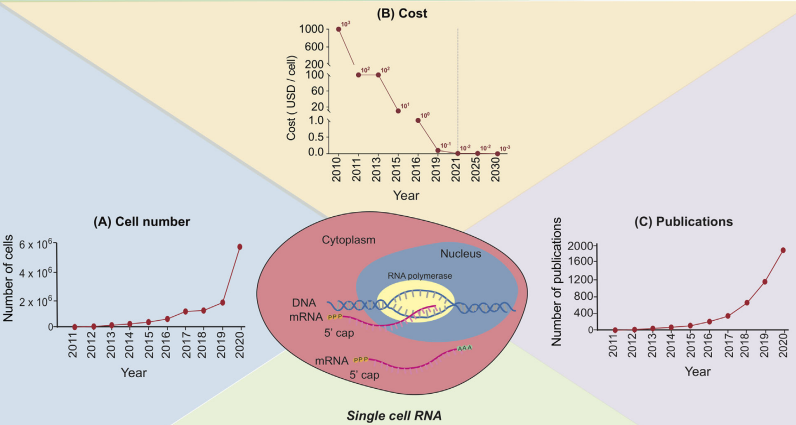 (B) Cost
Cost ( USD / cell)
1000
600
200
100
60
20
1.0
0.5
0.0
10³
10²
10²
10¹
10⁰
10⁻¹
10⁻²
10⁻²
10⁻³
2010
2011
2013
2015
2016
2019
2021
2025
2030
Year
(A) Cell number
Number of cells
6 x 10⁶
4 x 10⁶
2 x 10⁶
0
2011
2012
2013
2014
2015
2016
2017
2018
2019
2020
Year
Cytoplasm
Nucleus
RNA polymerase
DNA
mRNA
PPP
5' cap
mRNA
PPP
AAA
5' cap
(C) Publications
Number of publications
2000
1600
1200
800
400
0
2011
2012
2013
2014
2015
2016
2017
2018
2019
2020
Year
Single cell RNA